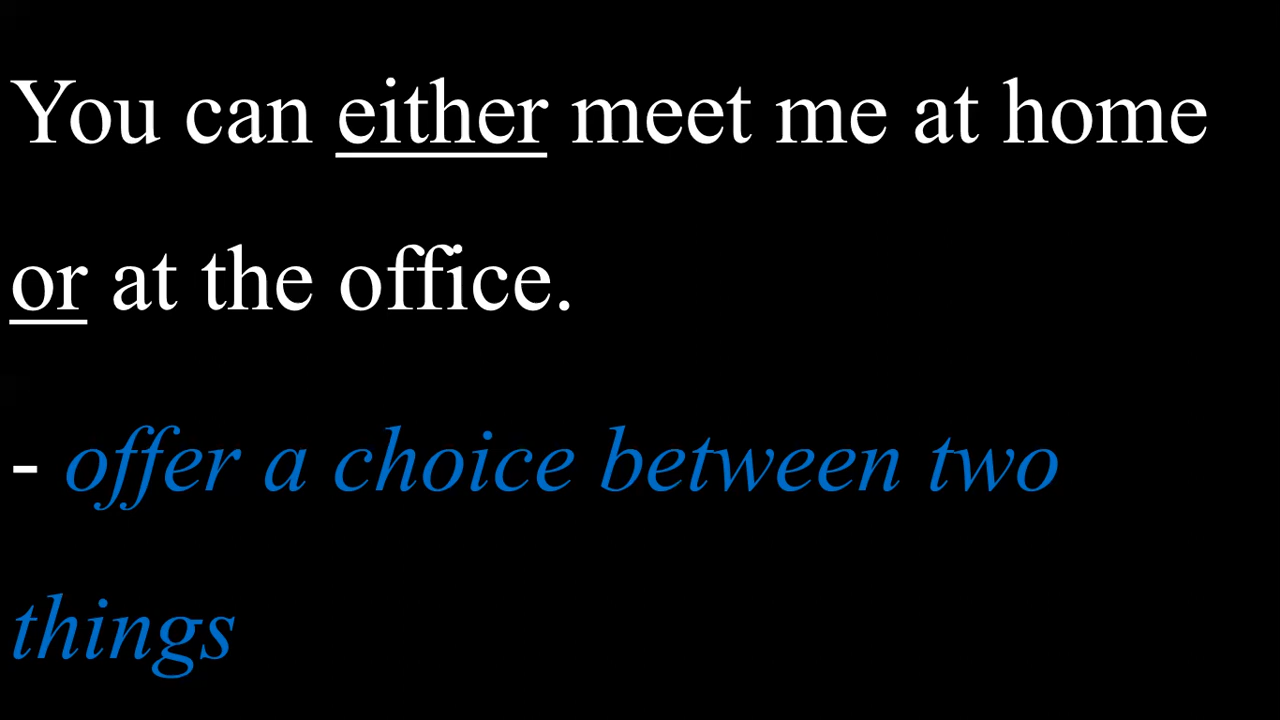 You can either meet me at home
or at the office.
- offer a choice between two
things